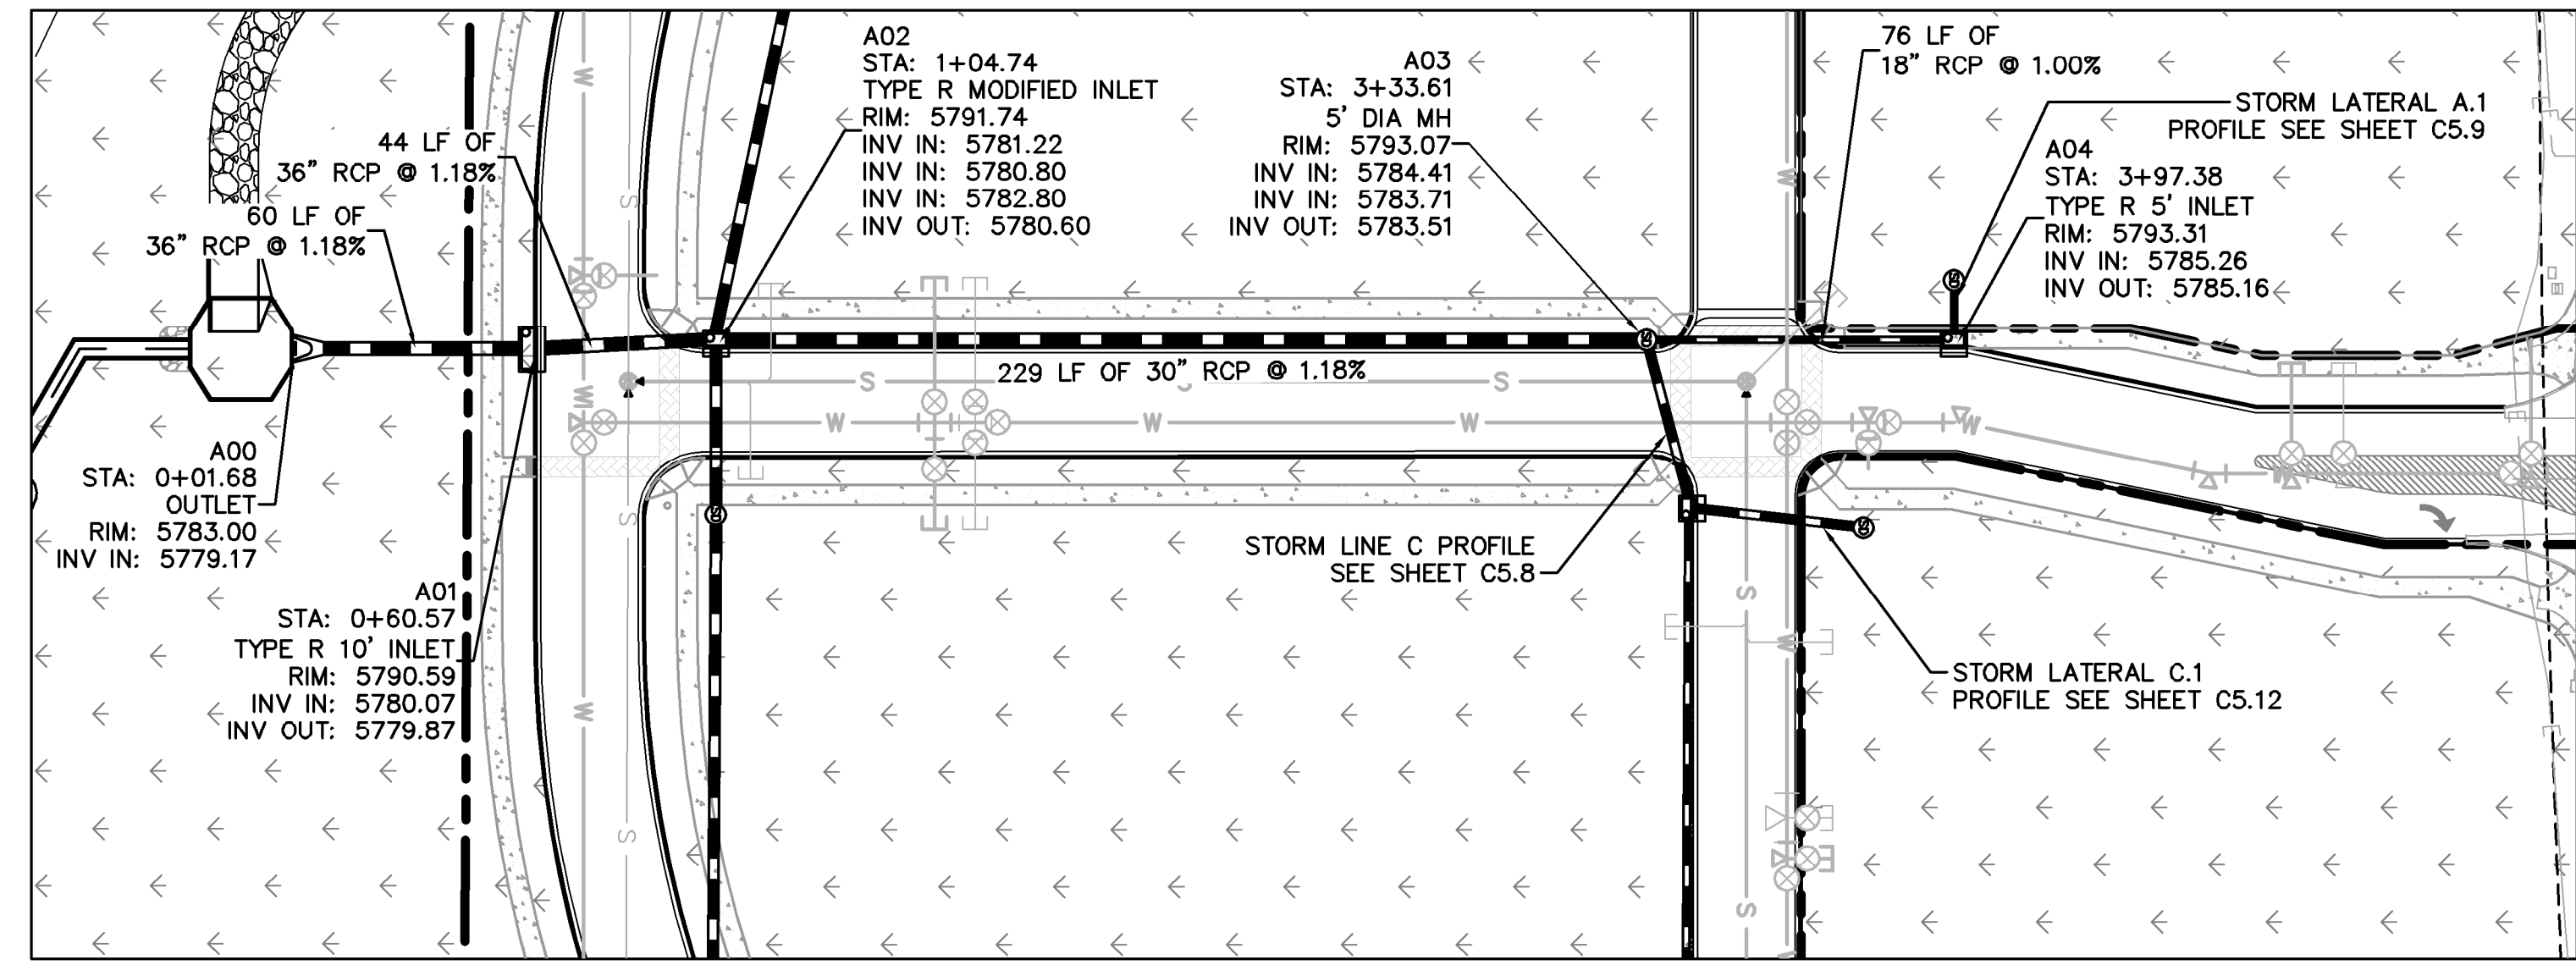 A02
STA: 1+04.74
TYPE R MODIFIED INLET
RIM: 5791.74
INV IN: 5781.22
INV IN: 5780.80
INV IN: 5782.80
INV OUT: 5780.60
A03
STA: 3+33.61
5' DIA MH
RIM: 5793.07
INV IN: 5784.41
INV IN: 5783.71
INV OUT: 5783.51
76 LF OF
18" RCP @ 1.00%
STORM LATERAL A.1
PROFILE SEE SHEET C5.9
A04
STA: 3+97.38
TYPE R 5' INLET
RIM: 5793.31
INV IN: 5785.26
INV OUT: 5785.16
44 LF OF
36" RCP @ 1.18%
60 LF OF
36" RCP @ 1.18%
229 LF OF 30" RCP @ 1.18%
A00
STA: 0+01.68
OUTLET
RIM: 5783.00
INV IN: 5779.17
A01
STA: 0+60.57
TYPE R 10' INLET
RIM: 5790.59
INV IN: 5780.07
INV OUT: 5779.87
STORM LINE C PROFILE
SEE SHEET C5.8
STORM LATERAL C.1
PROFILE SEE SHEET C5.12
W
W
W
S
S
S
S
S
W
W
W
W
W
W
S
S
W